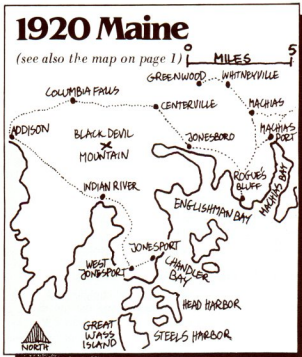 1920 Maine
(see also the map on page 1)
0 MILES 5
GREENWOOD WHITNEYVILLE
COLUMBIA FALLS
CENTERVILLE MACHIAS
ADDISON
MACHIAS
PORT
BLACK DEVIL
MOUNTAIN
JONESBORO
ROGUE'S
BLUFF
MACHIAS BAY
INDIAN RIVER
ENGLISHMAN BAY
JONESPORT
WEST
JONESPORT
CHANDLER
BAY
HEAD HARBOR
GREAT
WASS
ISLAND
STEELS HARBOR
NORTH